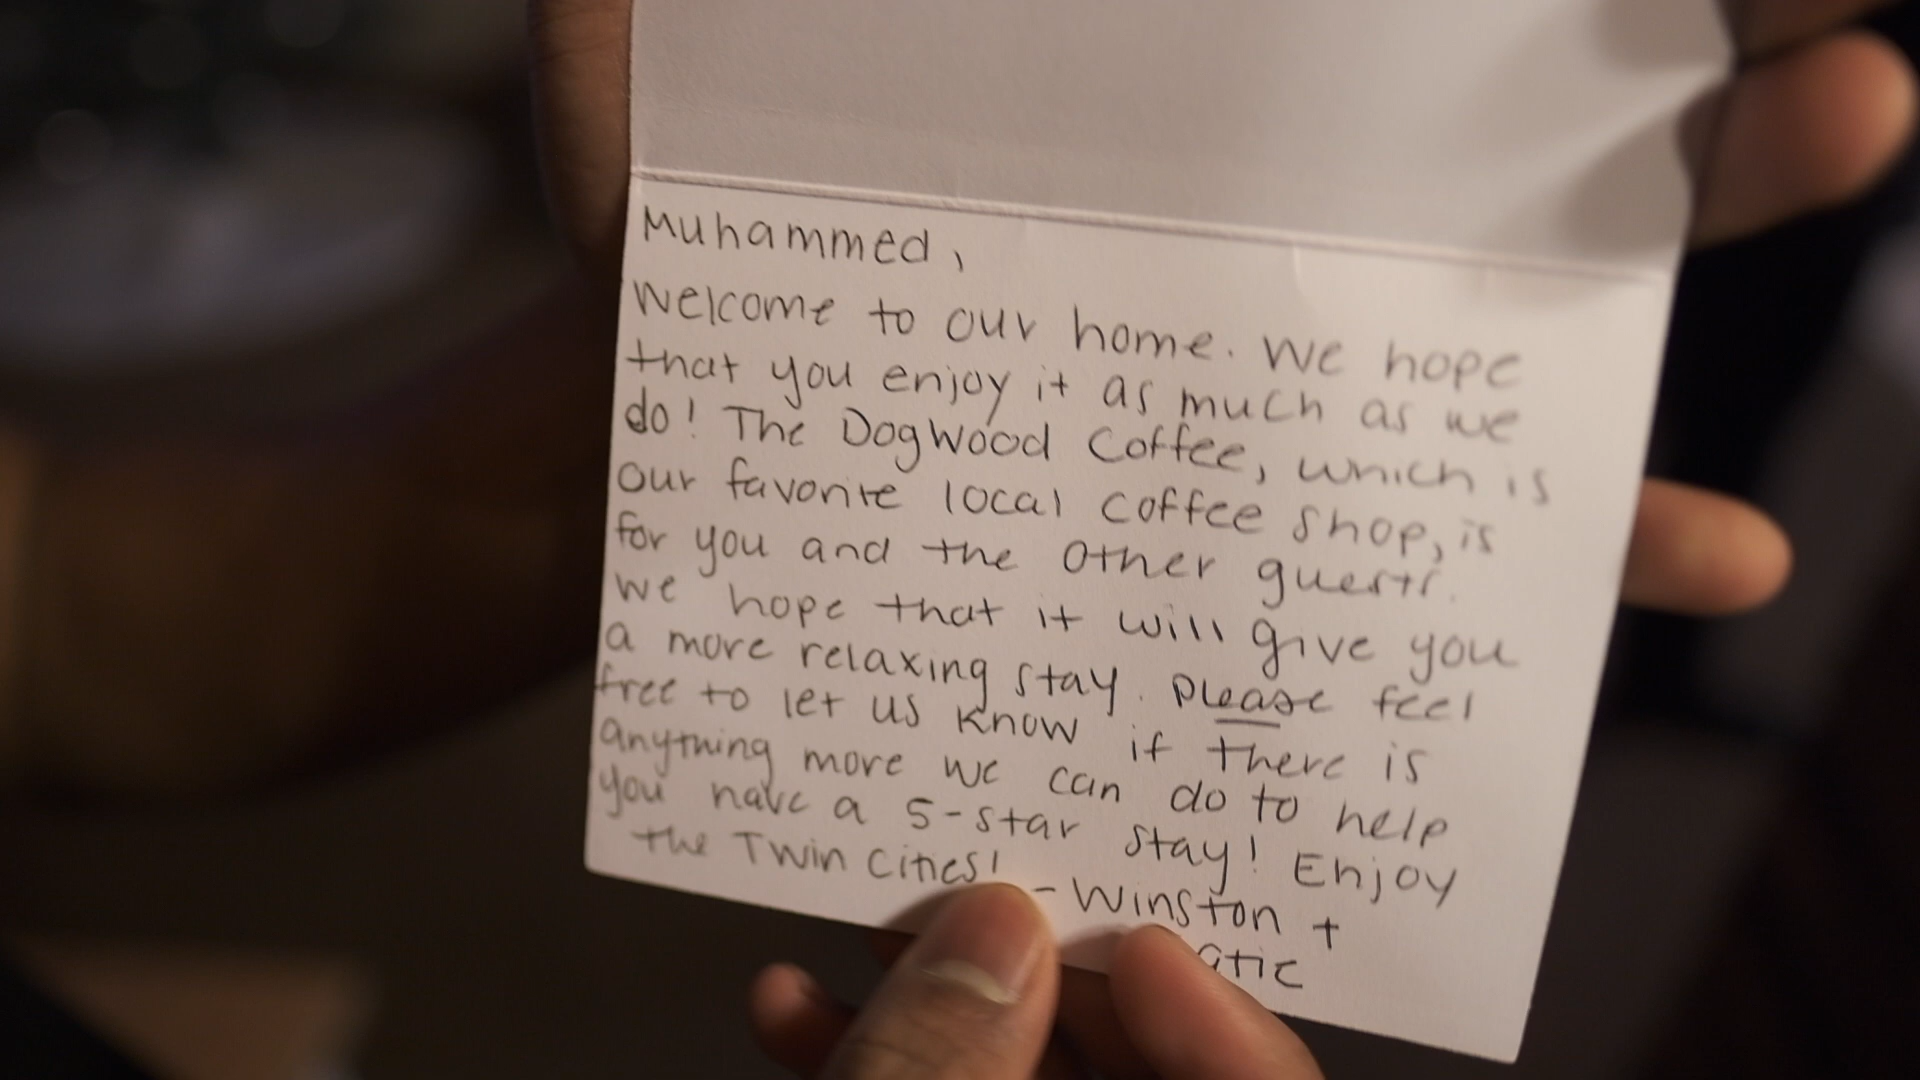 Muhammed,
Welcome to our home. We hope
that you enjoy it as much as we
do! The Dogwood Coffee, which is
our favorite local coffee shop, is
for you and the other guests.
We hope that it will give you
a more relaxing stay. Please feel
free to let us know if there is
anything more we can do to help
you have a 5-star stay! Enjoy
the Twin Cities!
- Winston +